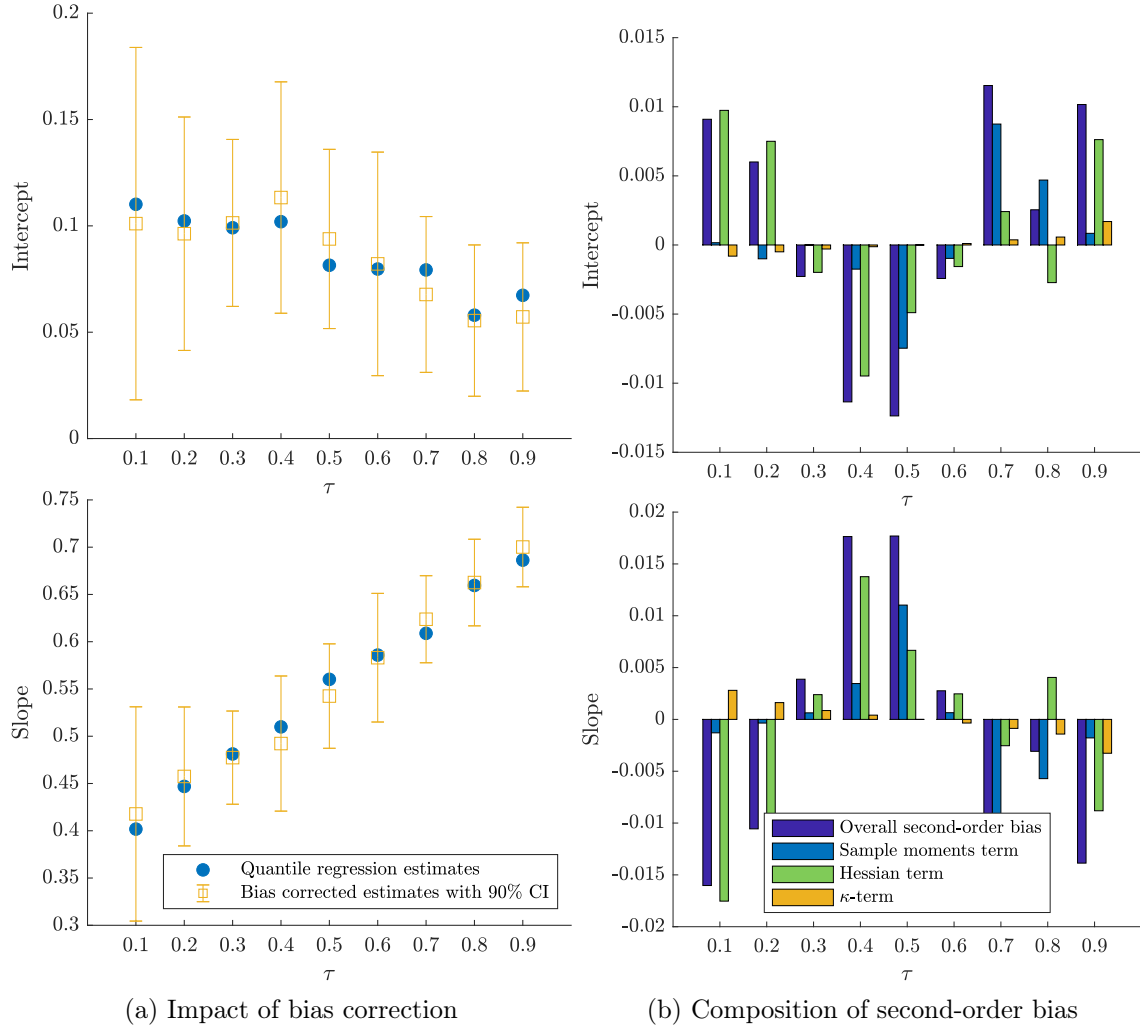 0.2
0.15
0.1
0.05
0
Intercept
0.1 0.2 0.3 0.4 0.5 0.6 0.7 0.8 0.9
τ
0.75
0.7
0.65
0.6
0.55
0.5
0.45
0.4
0.35
0.3
Slope
Quantile regression estimates
Bias corrected estimates with 90% CI
0.1 0.2 0.3 0.4 0.5 0.6 0.7 0.8 0.9
τ
(a) Impact of bias correction
0.015
0.01
0.005
0
-0.005
-0.01
-0.015
Intercept
0.1 0.2 0.3 0.4 0.5 0.6 0.7 0.8 0.9
τ
0.02
0.015
0.01
0.005
0
-0.005
-0.01
-0.015
-0.02
Slope
Overall second-order bias
Sample moments term
Hessian term
κ-term
0.1 0.2 0.3 0.4 0.5 0.6 0.7 0.8 0.9
τ
(b) Composition of second-order bias